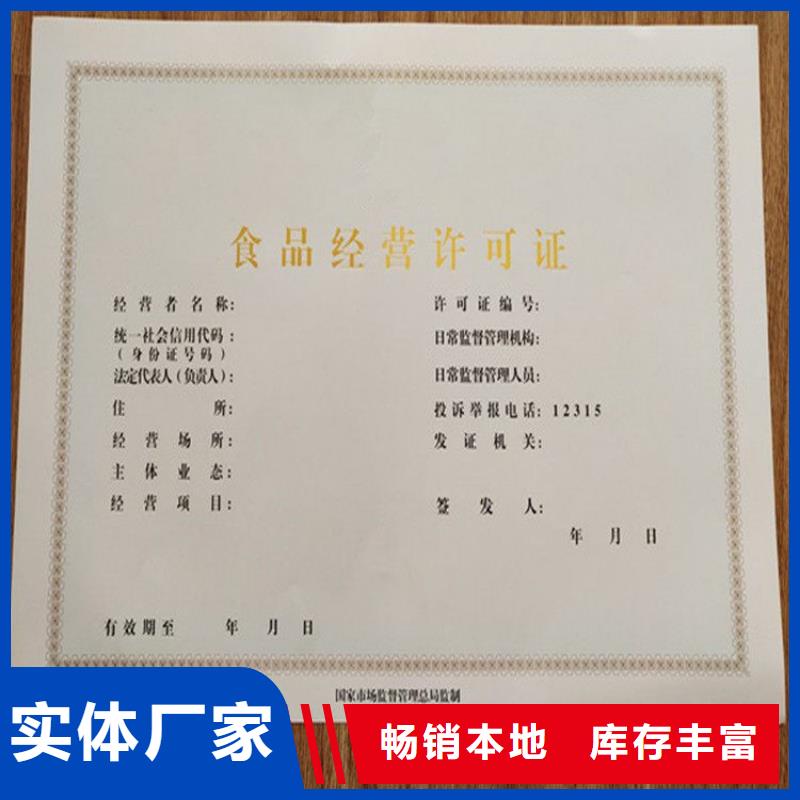 食品经营许可证
经营者名称:
统一社会信用代码:
(身份证号码)
法定代表人(负责人):
住 所:
经营场所:
主体业态:
经营项目:
许可证编号:
日常监督管理机构:
日常监督管理人员:
投诉举报电话: 12315
发证机关:
签 发 人:
年 月 日
有效期至 年 月 日
国家市场监督管理总局监制
实体厂家
畅销本地 库存丰富